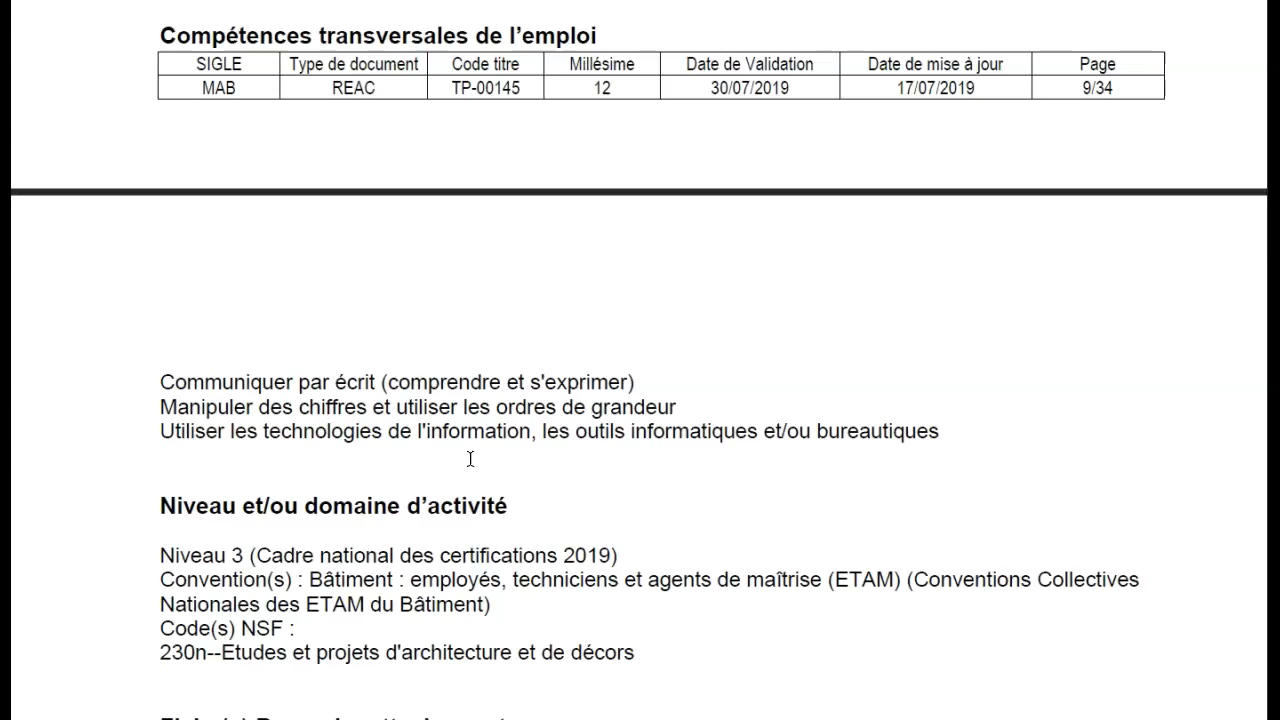 Compétences transversales de l’emploi
SIGLE Type de document Code titre Millésime Date de Validation Date de mise à jour Page
MAB REAC TP-00145 12 30/07/2019 17/07/2019 9/34
Communiquer par écrit (comprendre et s'exprimer)
Manipuler des chiffres et utiliser les ordres de grandeur
Utiliser les technologies de l'information, les outils informatiques et/ou bureautiques
Niveau et/ou domaine d’activité
Niveau 3 (Cadre national des certifications 2019)
Convention(s) : Bâtiment : employés, techniciens et agents de maîtrise (ETAM) (Conventions Collectives
Nationales des ETAM du Bâtiment)
Code(s) NSF :
230n--Etudes et projets d'architecture et de décors